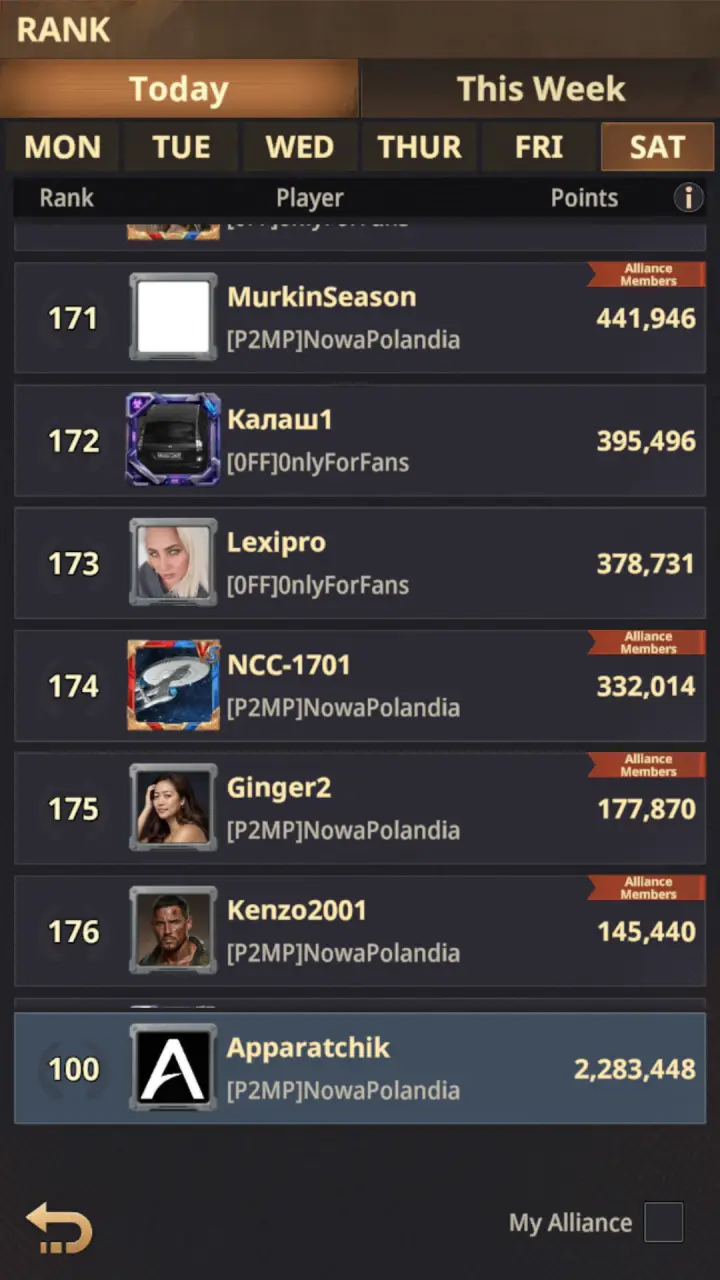 RANK
Today
This Week
MON TUE WED THUR FRI SAT
Rank Player Points i
Alliance
Members
171 MurkinSeason 441,946
[P2MP]NowaPolandia
172 Калаш1 395,496
[0FF]0nlyForFans
173 Lexipro 378,731
[0FF]0nlyForFans
Alliance
Members
VS
174 NCC-1701 332,014
[P2MP]NowaPolandia
Alliance
Members
175 Ginger2 177,870
[P2MP]NowaPolandia
Alliance
Members
176 Kenzo2001 145,440
[P2MP]NowaPolandia
100 Apparatchik 2,283,448
[P2MP]NowaPolandia
My Alliance